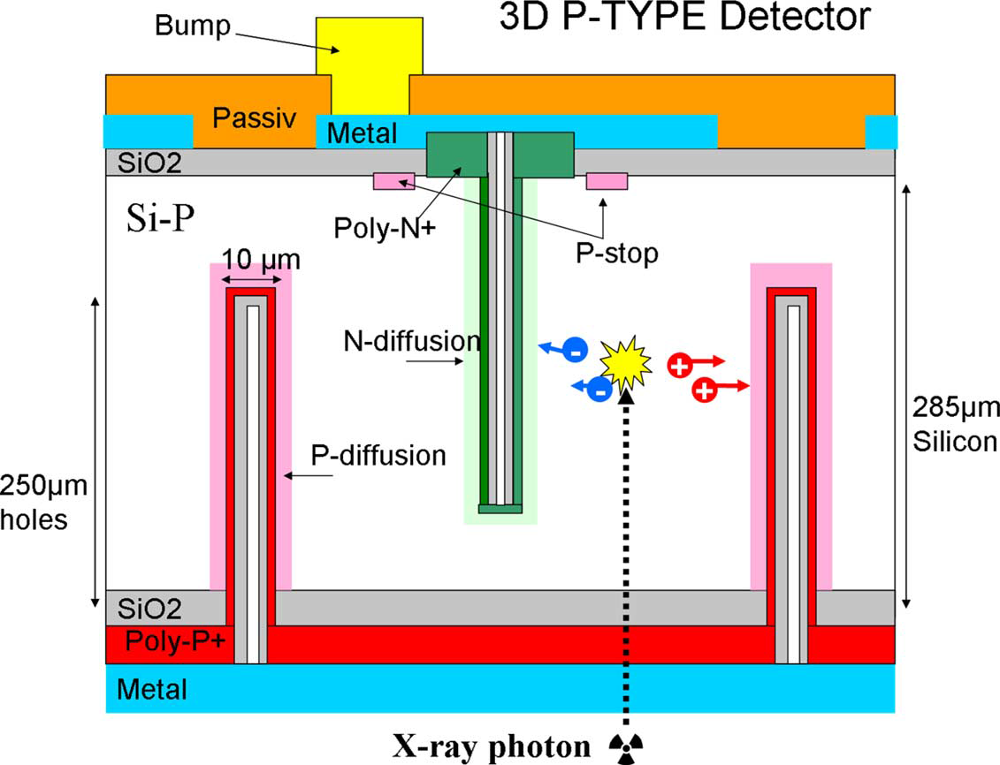 3D P-TYPE Detector
Bump
Passiv
Metal
SiO2
Si-P
Poly-N+
P-stop
10 µm
N-diffusion
-
-
+
+
285µm
Silicon
P-diffusion
250µm
holes
SiO2
Poly-P+
Metal
X-ray photon